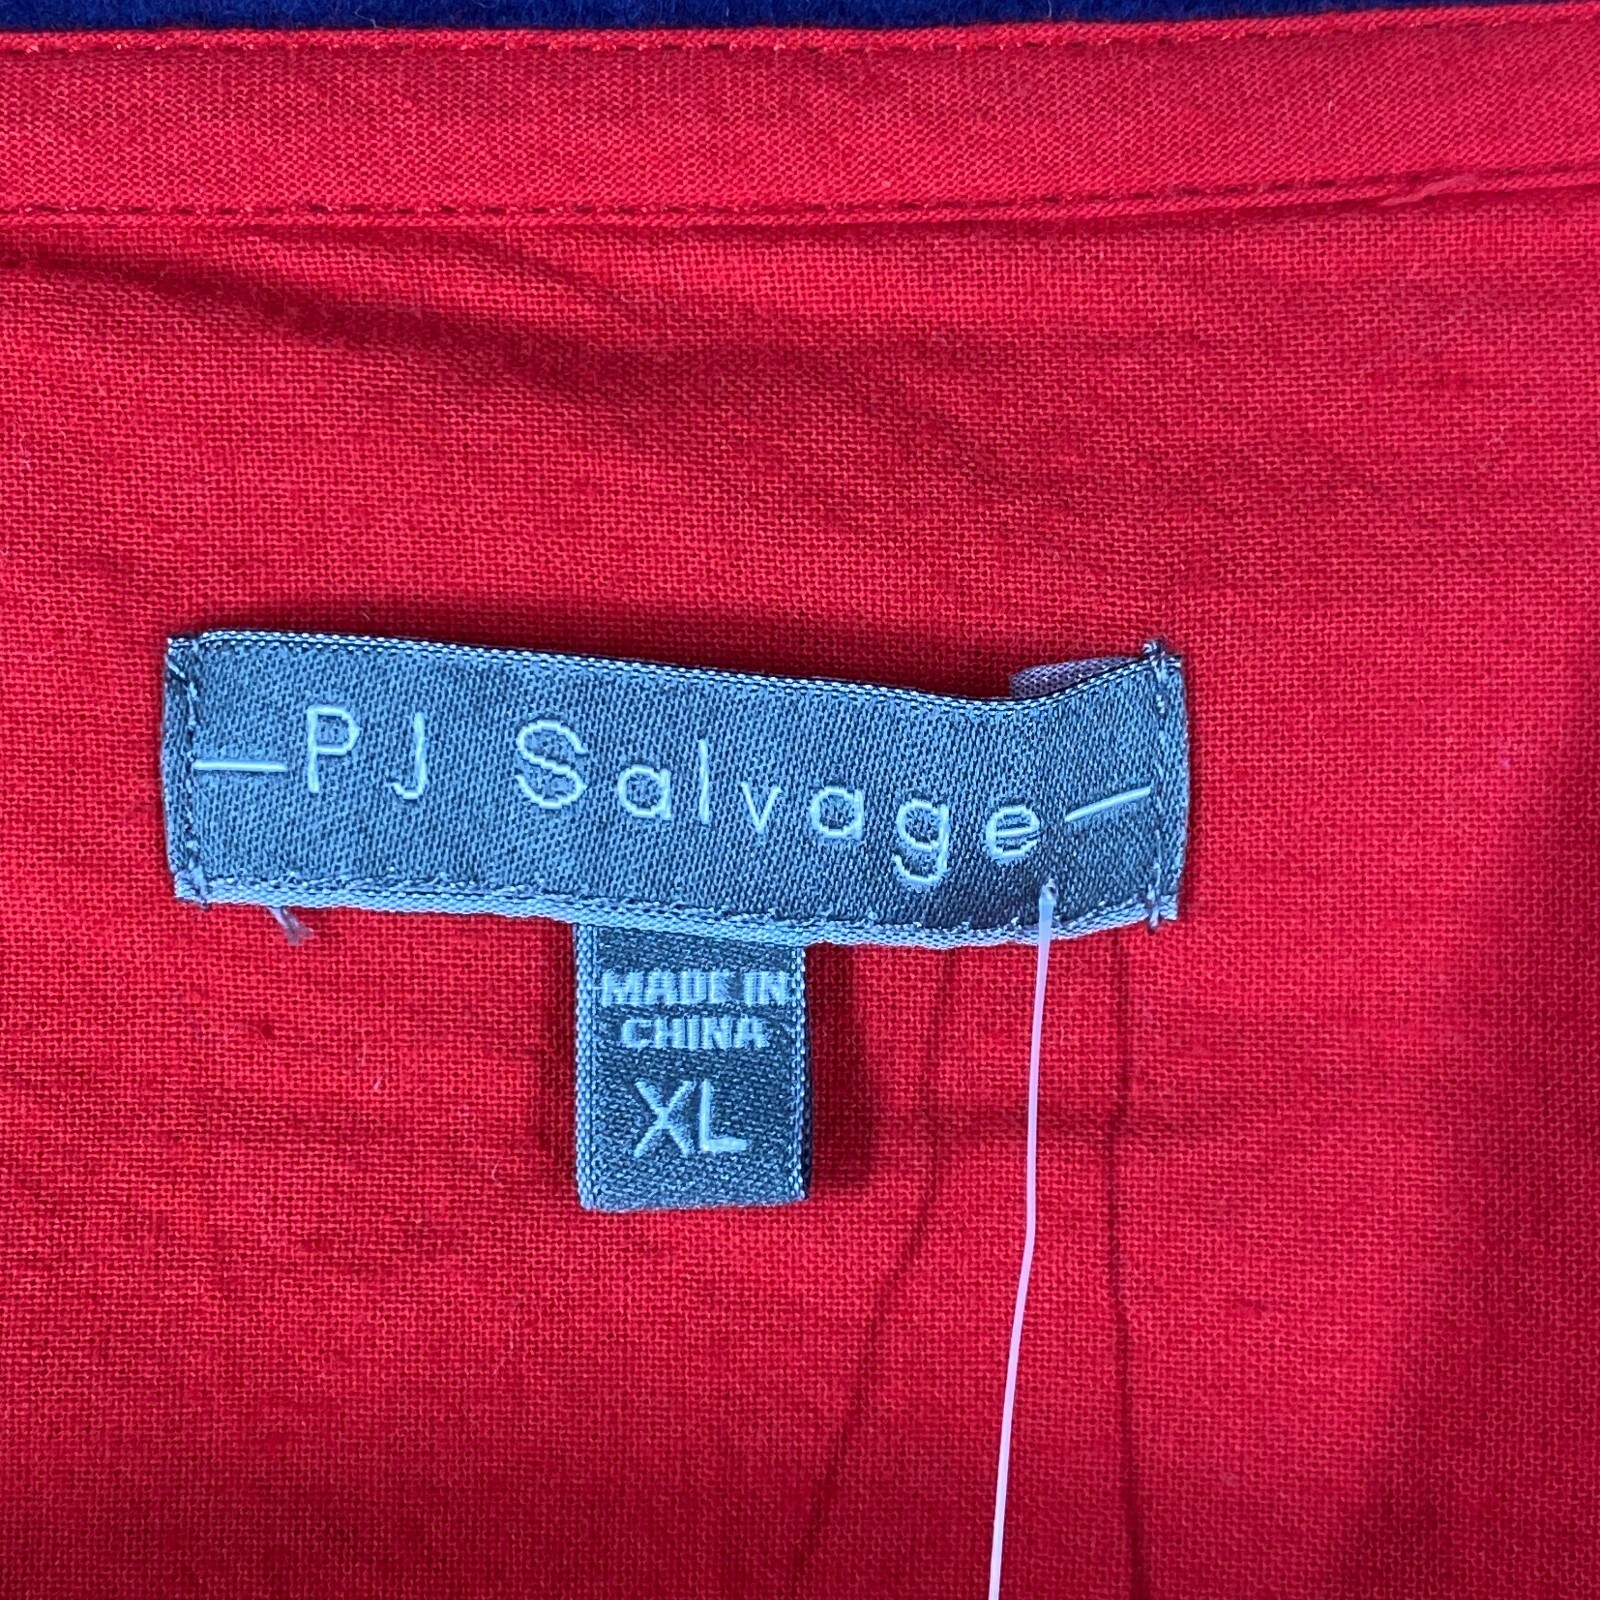 —PJ Salvage—
MADE IN
CHINA
XL